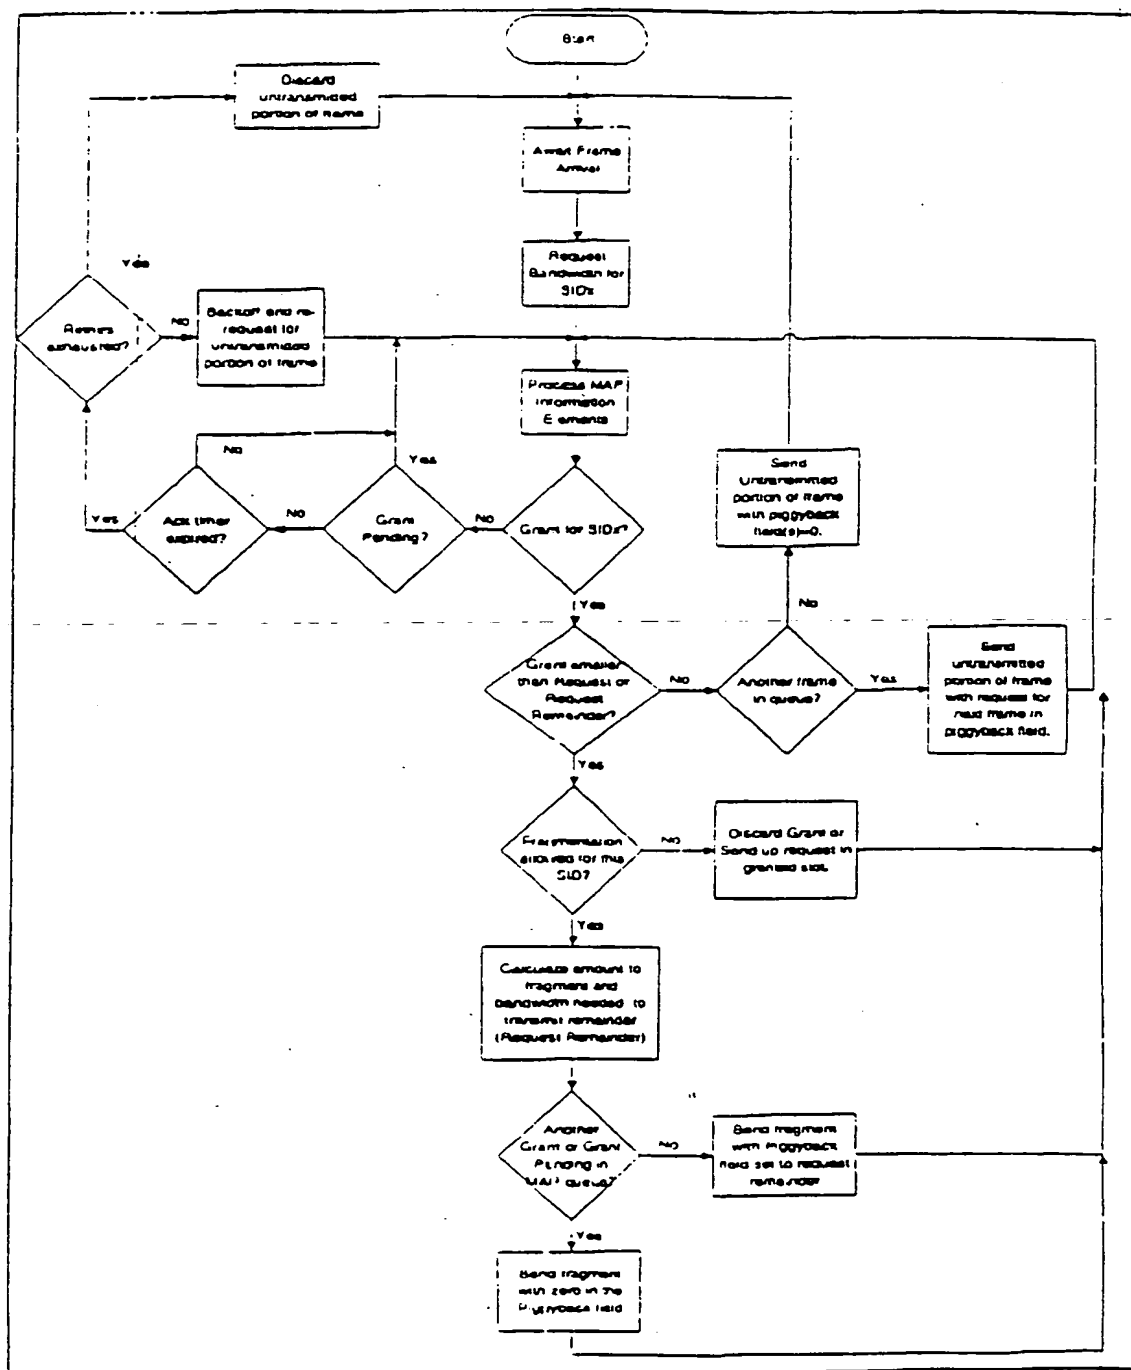 Start
Discard
untransmitted
portion of frame
Await Frame
Arrival
Request
Bandwidth for
SIDx
Yes
Retries
exhausted?
No
Backoff and re-
request for
untransmitted
portion of frame
Process MAP
Information
Elements
No
Yes
Send
Untransmitted
portion of frame
with piggyback
field(s)=0.
Yes
Ack timer
expired?
No
Grant
Pending?
No
Grant for SIDx?
No
Yes
Grant smaller
than Request or
Request
Remainder?
No
Another frame
in queue?
Yes
Send
untransmitted
portion of frame
with request for
next frame in
piggyback field.
Yes
Fragmentation
allowed for this
SID?
No
Discard Grant or
Send up request in
granted slot.
Yes
Calculate amount to
fragment and
bandwidth needed to
transmit remainder
(Request Remainder)
Another
Grant or Grant
Pending in
MAP queue?
No
Send fragment
with Piggyback
field set to request
remainder
Yes
Send fragment
with zero in the
Piggyback field